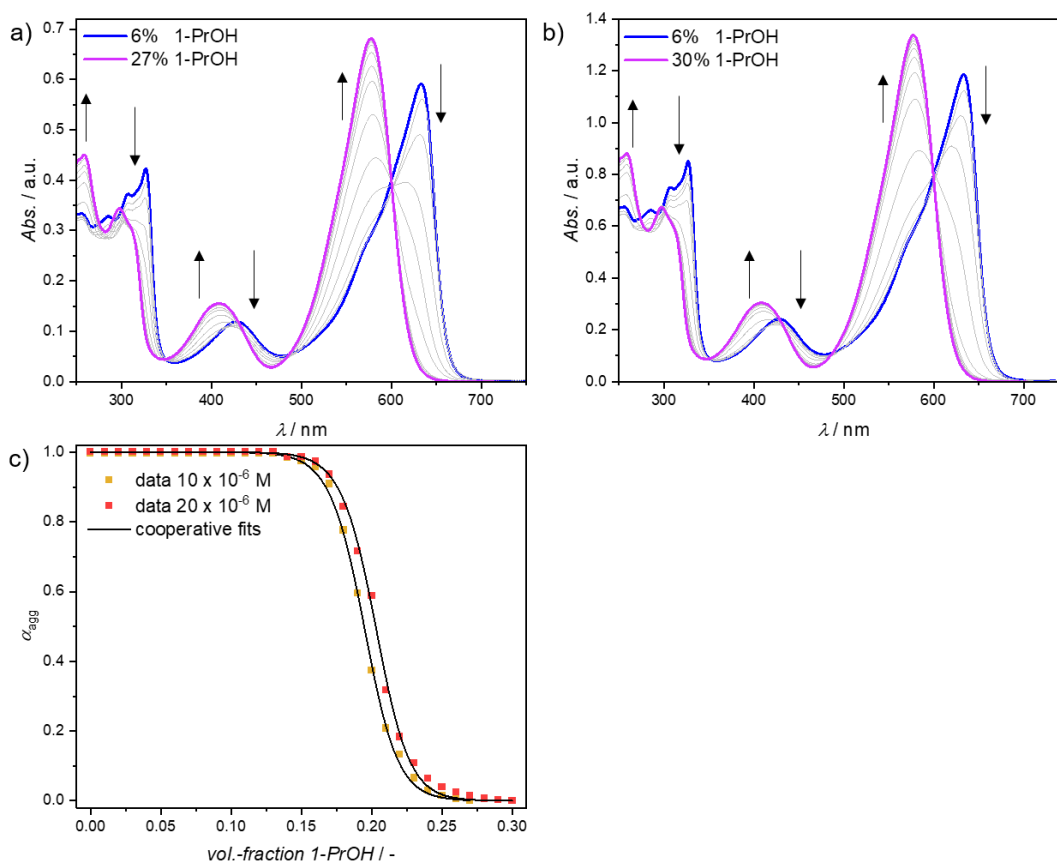 a)
6% 1-PrOH
27% 1-PrOH
0.7
0.6
0.5
0.4
0.3
0.2
0.1
0.0
Abs. / a.u.
300 400 500 600 700
λ / nm
b)
6% 1-PrOH
30% 1-PrOH
1.4
1.2
1.0
0.8
0.6
0.4
0.2
0.0
Abs. / a.u.
300 400 500 600 700
λ / nm
c)
1.0
0.8
0.6
0.4
0.2
0.0
αagg
data 10 x 10⁻⁶ M
data 20 x 10⁻⁶ M
cooperative fits
0.00 0.05 0.10 0.15 0.20 0.25 0.30
vol.-fraction 1-PrOH / -